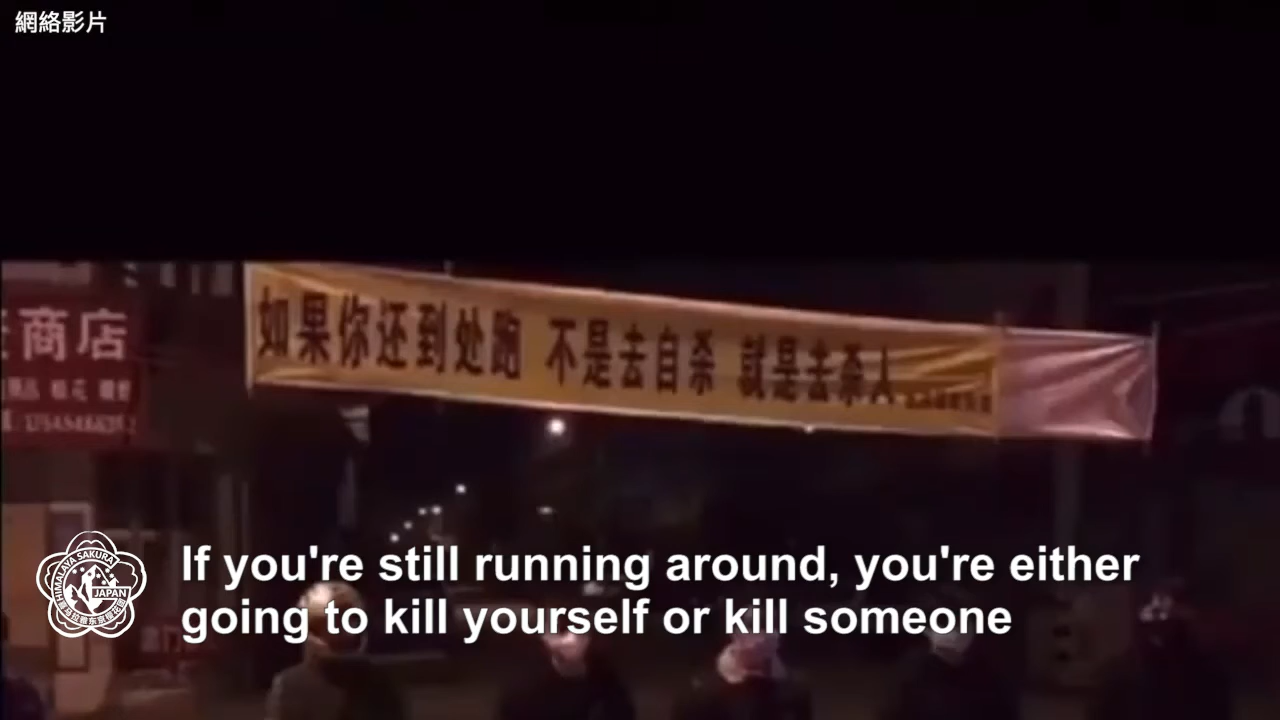 網絡影片
如果你还到处跑 不是去自杀 就是去杀人
商店
If you're still running around, you're either
going to kill yourself or kill someone
HIMALAYA SAKURA
JAPAN